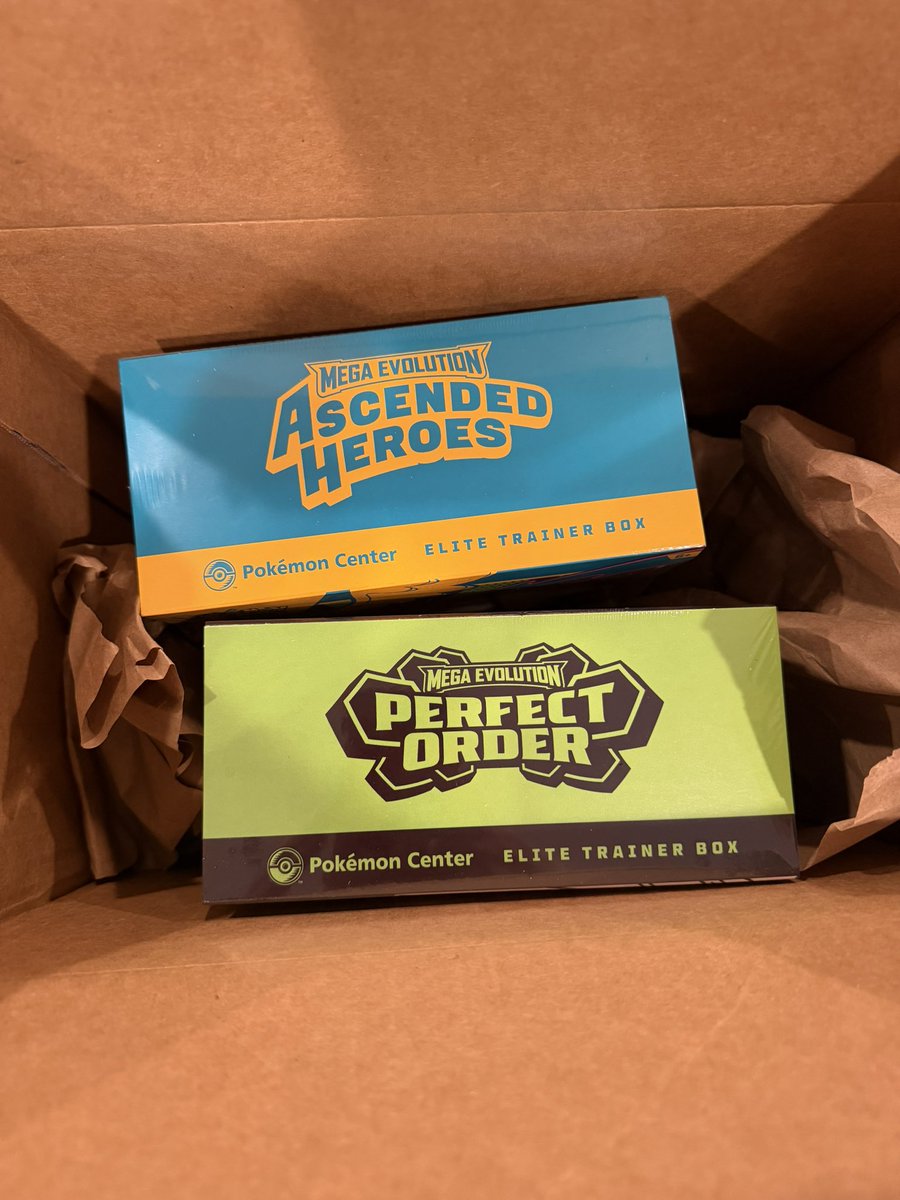 MEGA EVOLUTION
ASCENDED
HEROES
Pokémon Center ELITE TRAINER BOX
MEGA EVOLUTION
PERFECT
ORDER
Pokémon Center ELITE TRAINER BOX